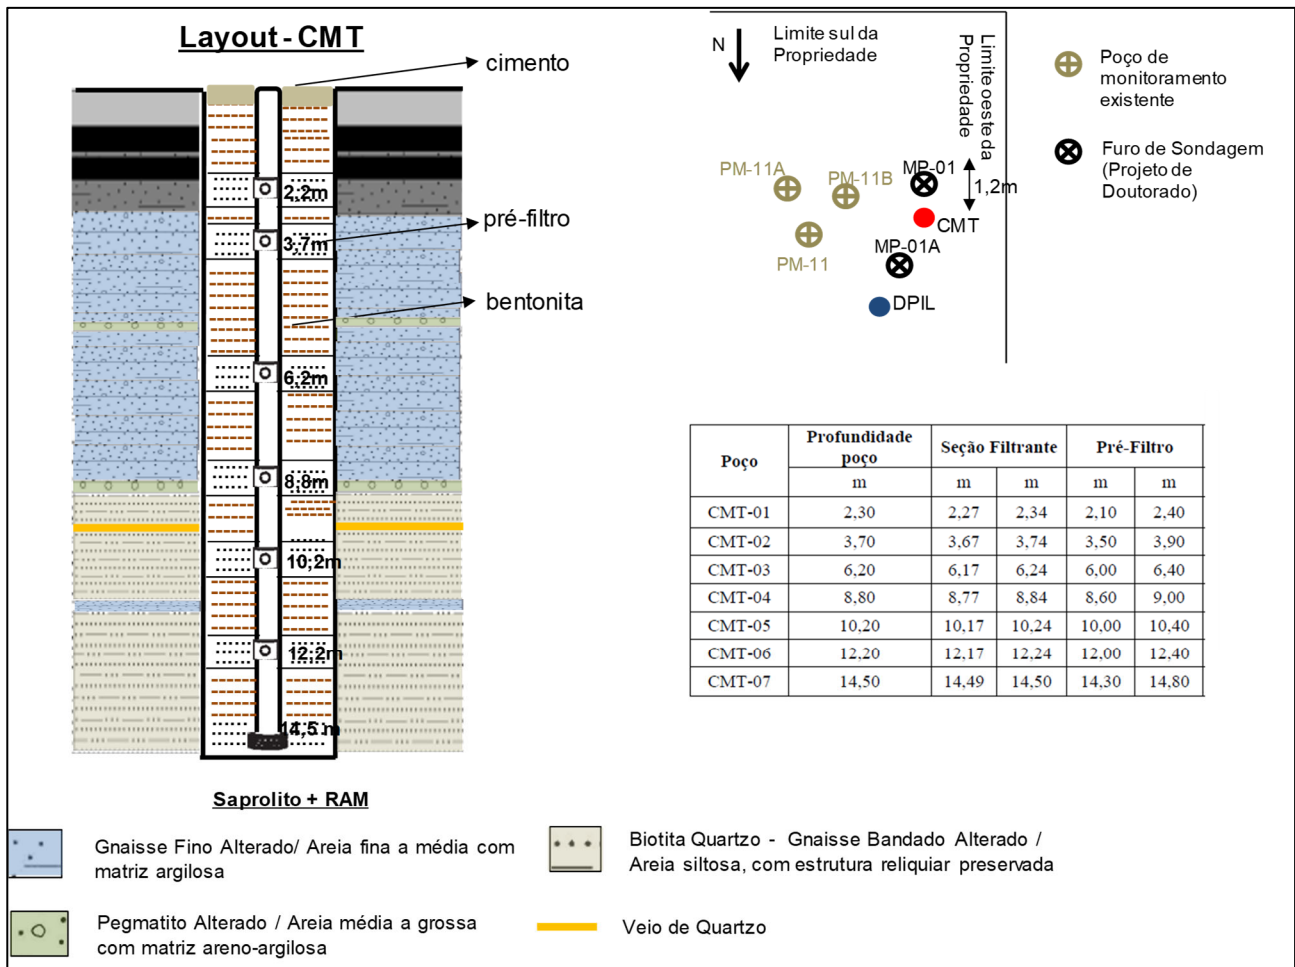 Layout - CMT
cimento
2,2m
pré-filtro
3,7m
bentonita
6,2m
8,8m
10,2m
12,2m
14,5 m
N
Limite sul da
Propriedade
Limite oeste da
Propriedade
PM-11A
PM-11B
MP-01
1,2m
CMT
PM-11
MP-01A
DPIL
Poço de
monitoramento
existente
Furo de Sondagem
(Projeto de
Doutorado)
Poço Profundidade poço Seção Filtrante Pré-Filtro
m m m m m
CMT-01 2,30 2,27 2,34 2,10 2,40
CMT-02 3,70 3,67 3,74 3,50 3,90
CMT-03 6,20 6,17 6,24 6,00 6,40
CMT-04 8,80 8,77 8,84 8,60 9,00
CMT-05 10,20 10,17 10,24 10,00 10,40
CMT-06 12,20 12,17 12,24 12,00 12,40
CMT-07 14,50 14,49 14,50 14,30 14,80
Saprolito + RAM
Gnaisse Fino Alterado/ Areia fina a média com
matriz argilosa
Biotita Quartzo - Gnaisse Bandado Alterado /
Areia siltosa, com estrutura reliquiar preservada
Pegmatito Alterado / Areia média a grossa
com matriz areno-argilosa
Veio de Quartzo